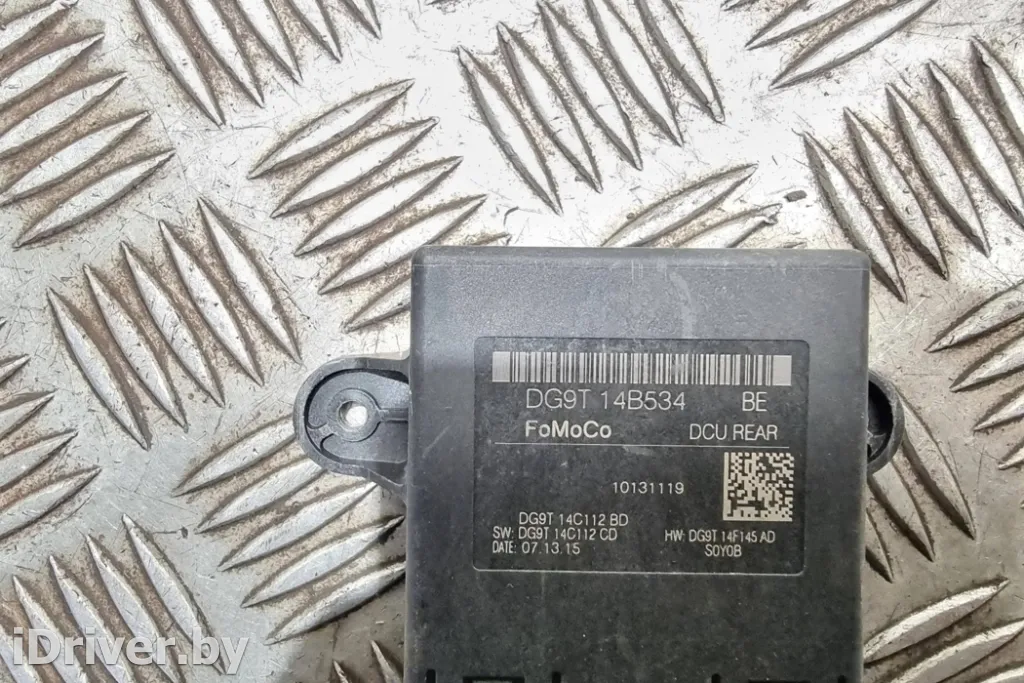 DG9T 14B534 BE
FoMoCo DCU REAR
10131119
DG9T 14C112 BD
SW: DG9T 14C112 CD HW: DG9T 14F145 AD
DATE: 07.13.15 S0Y0B
iDriver.by